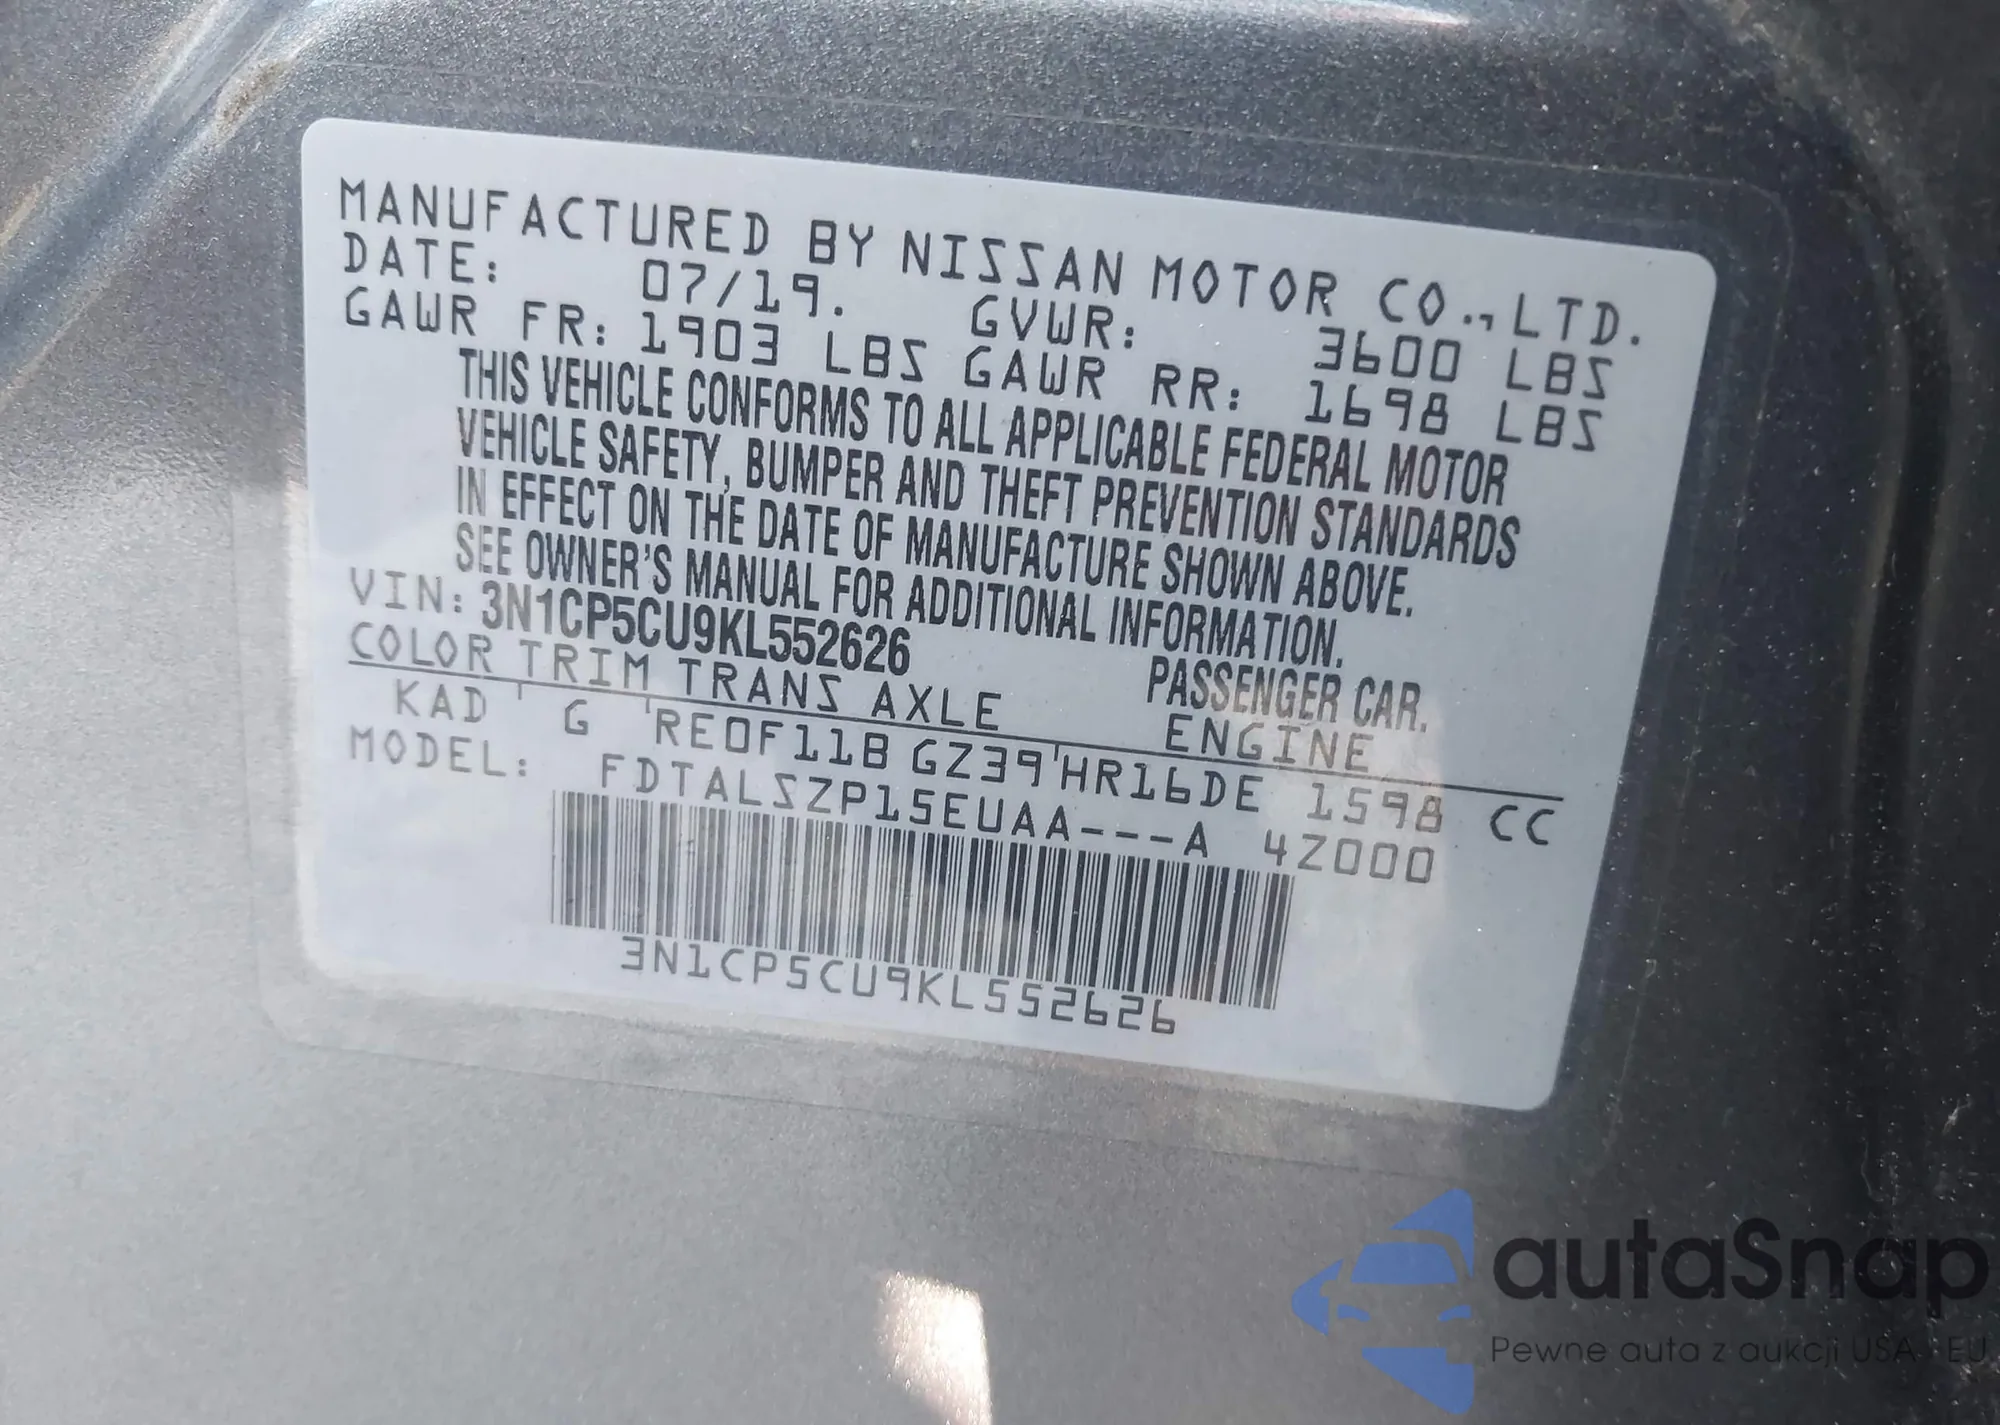 MANUFACTURED BY NISSAN MOTOR CO.,LTD.
DATE: 07/19. GVWR: 3600 LBS
GAWR FR: 1903 LBS GAWR RR: 1698 LBS
THIS VEHICLE CONFORMS TO ALL APPLICABLE FEDERAL MOTOR
VEHICLE SAFETY, BUMPER AND THEFT PREVENTION STANDARDS
IN EFFECT ON THE DATE OF MANUFACTURE SHOWN ABOVE.
SEE OWNER'S MANUAL FOR ADDITIONAL INFORMATION.
VIN: 3N1CP5CU9KL552626 PASSENGER CAR.
COLOR TRIM TRANS AXLE ENGINE
KAD G RE0F11B GZ39 HR16DE 1598 CC
MODEL: FDTALSZP15EUAA---A 4Z000
3N1CP5CU9KL552626
autaSnap
Pewne auta z aukcji USA i EU